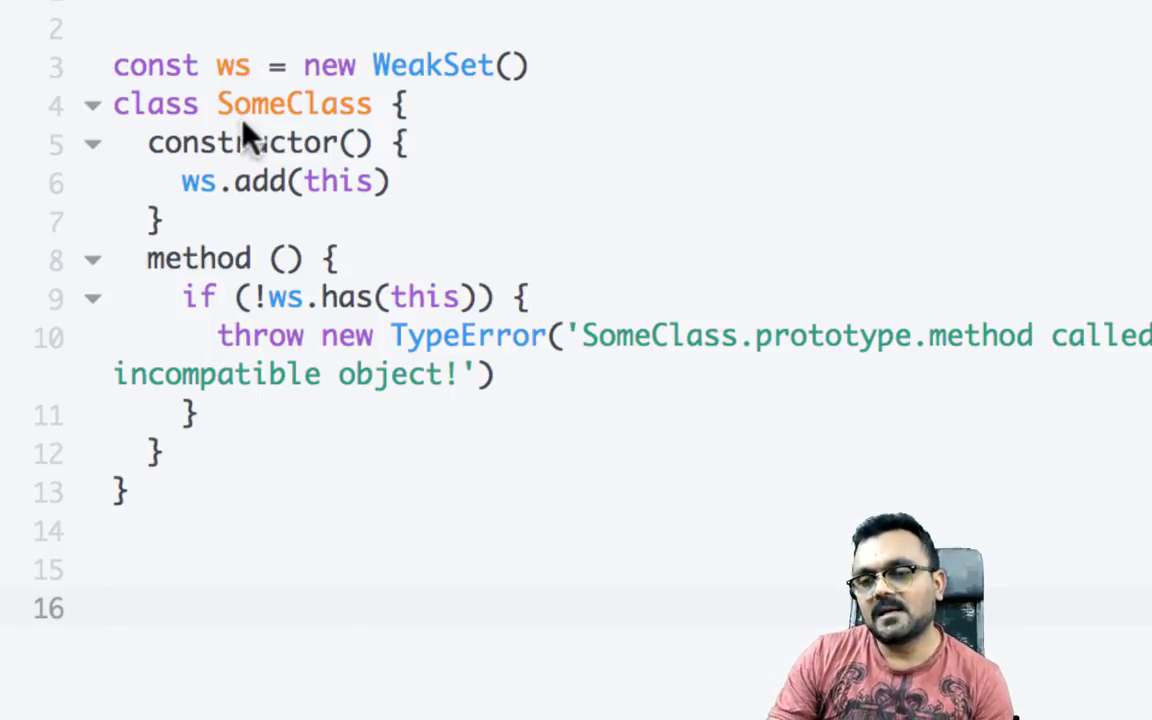 2
3 const ws = new WeakSet()
4 class SomeClass {
5 constructor() {
6 ws.add(this)
7 }
8 method () {
9 if (!ws.has(this)) {
10 throw new TypeError('SomeClass.prototype.method called
incompatible object!')
11 }
12 }
13 }
14
15
16